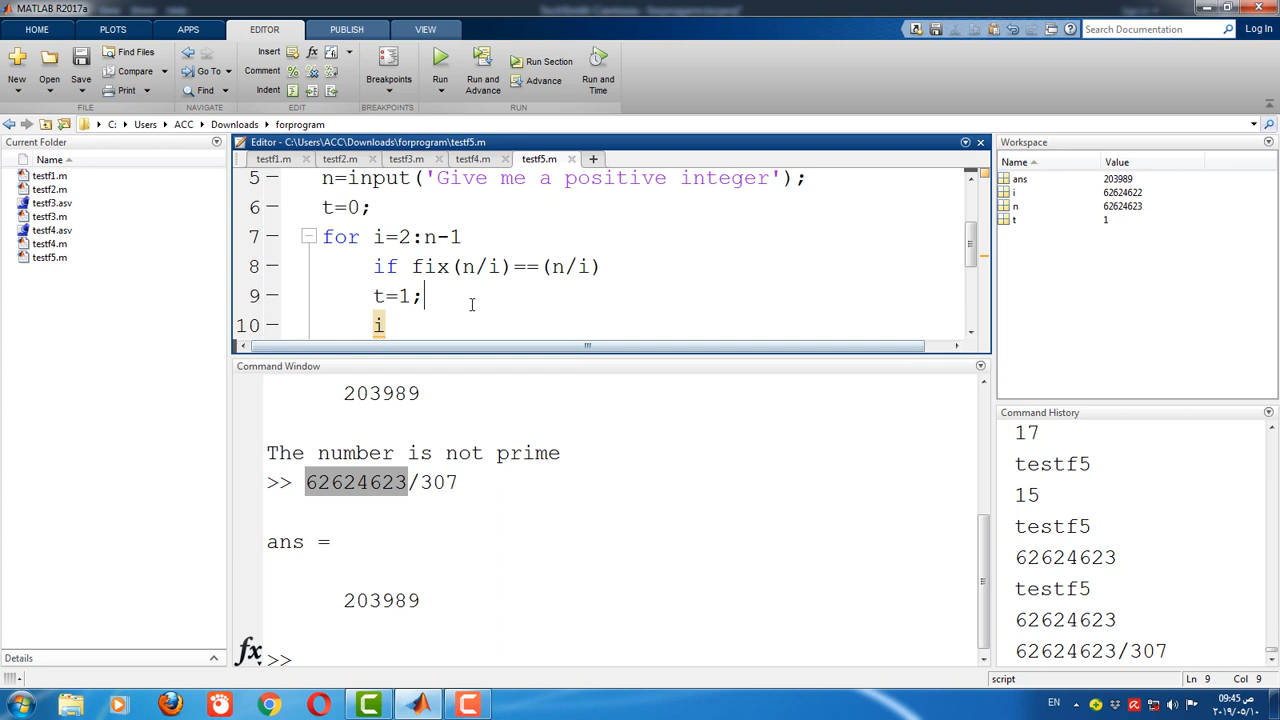 MATLAB R2017a
HOME PLOTS APPS EDITOR PUBLISH VIEW Search Documentation Log In
New Open Save Find Files Compare Print Go To Find Insert Comment Indent fx Breakpoints Run Run and Advance Run Section Advance Run and Time
FILE NAVIGATE EDIT BREAKPOINTS RUN
C: Users ACC Downloads forprogram
Current Folder
Name
testf1.m
testf2.m
testf3.asv
testf3.m
testf4.asv
testf4.m
testf5.m
Details
Editor - C:\Users\ACC\Downloads\forprogram\testf5.m
testf1.m testf2.m testf3.m testf4.m testf5.m
5 n=input('Give me a positive integer');
6 t=0;
7 for i=2:n-1
8 if fix(n/i)==(n/i)
9 t=1;
10 i
Command Window
203989
The number is not prime
>> 62624623/307
ans =
203989
fx >>
Workspace
Name Value
ans 203989
i 62624622
n 62624623
t 1
Command History
17
testf5
15
testf5
62624623
testf5
62624623
62624623/307
script Ln 9 Col 9
EN 09:45 ص
٢٠١٩/٠٥/١٠